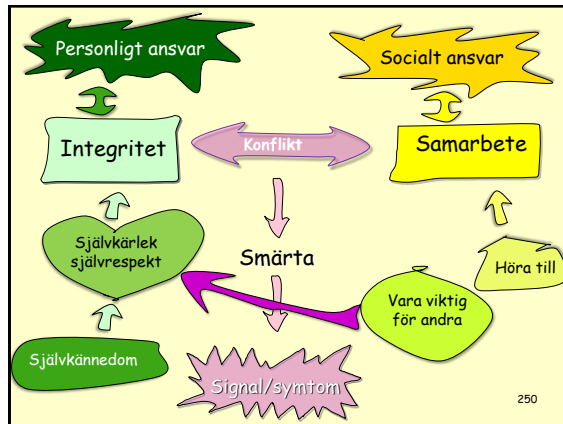 Personligt ansvar
Socialt ansvar
Integritet
Konflikt
Samarbete
Självkärlek
självrespekt
Smärta
Höra till
Vara viktig
för andra
Självkännedom
Signal/symtom
250